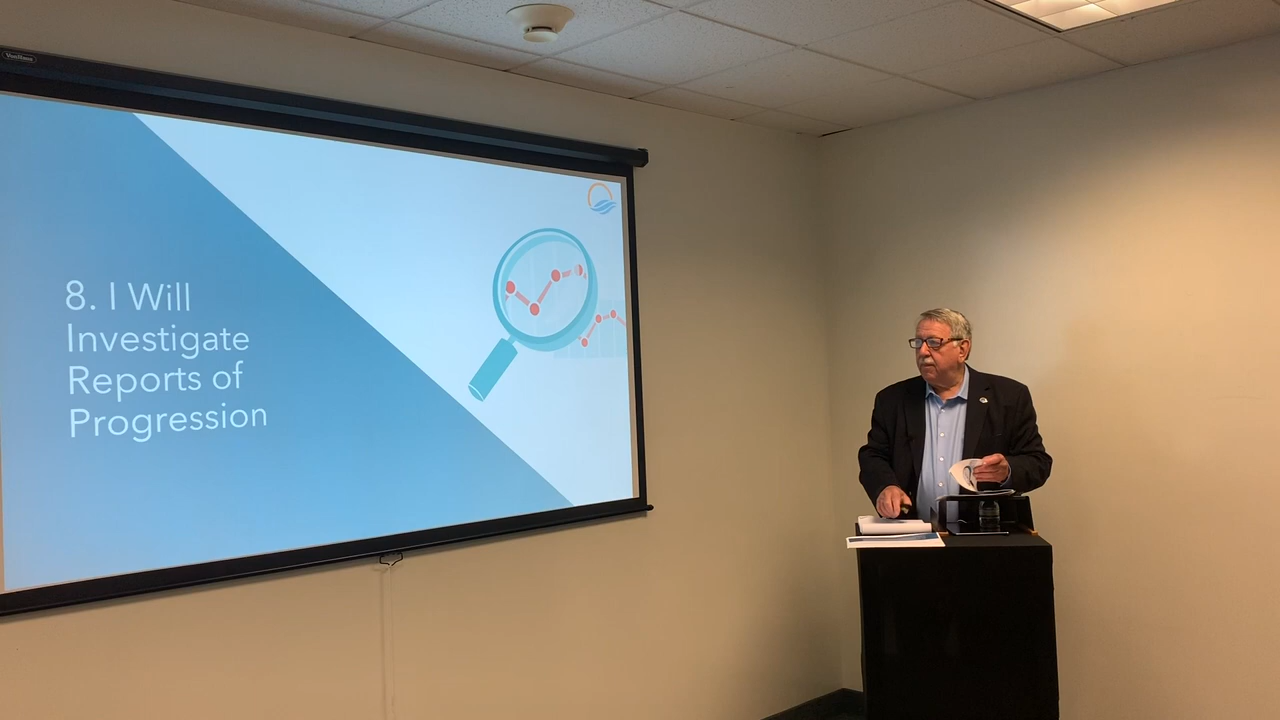 8. I Will
Investigate
Reports of
Progression